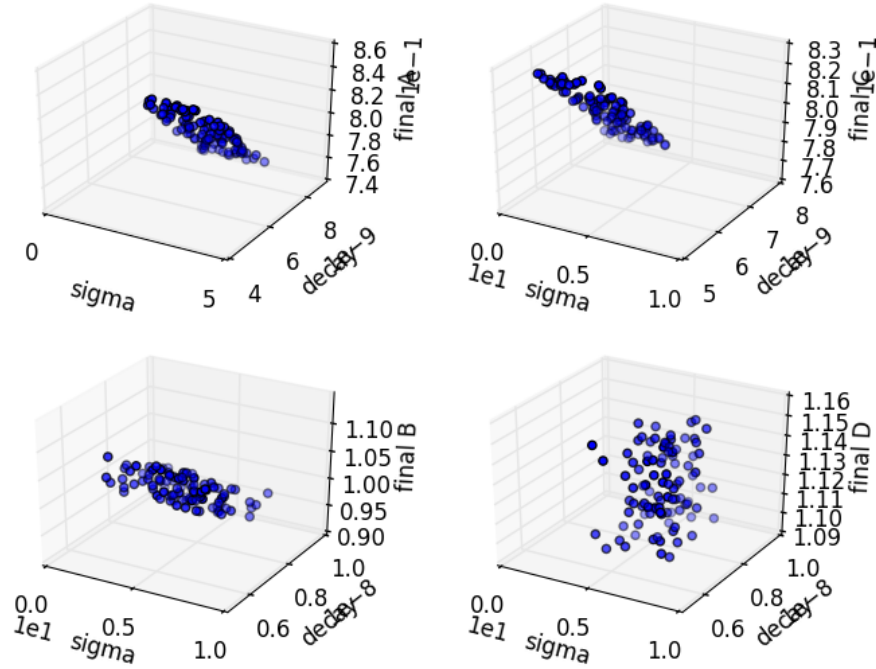 8.6
8.4
8.2
8.0
7.8
7.6
7.4
final A
1e−1
0
5
sigma
4
6
8
decay
1e−9
8.3
8.2
8.1
8.0
7.9
7.8
7.7
7.6
final C
1e−1
0.0
0.5
1.0
1e1
sigma
5
6
7
8
decay
1e−9
1.10
1.05
1.00
0.95
0.90
final B
0.0
0.5
1.0
1e1
sigma
0.6
0.8
1.0
decay
1e−8
1.16
1.15
1.14
1.13
1.12
1.11
1.10
1.09
final D
0.0
0.5
1.0
1e1
sigma
0.6
0.8
1.0
decay
1e−8